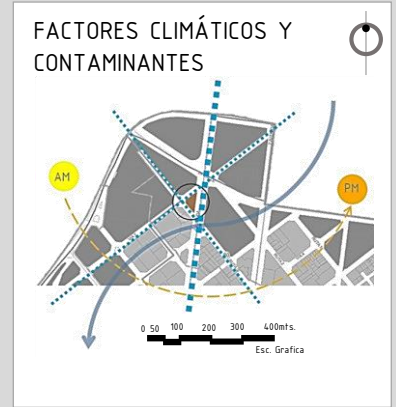 FACTORES CLIMÁTICOS Y
CONTAMINANTES
AM
PM
0 50 100 200 300 400mts.
Esc. Grafica